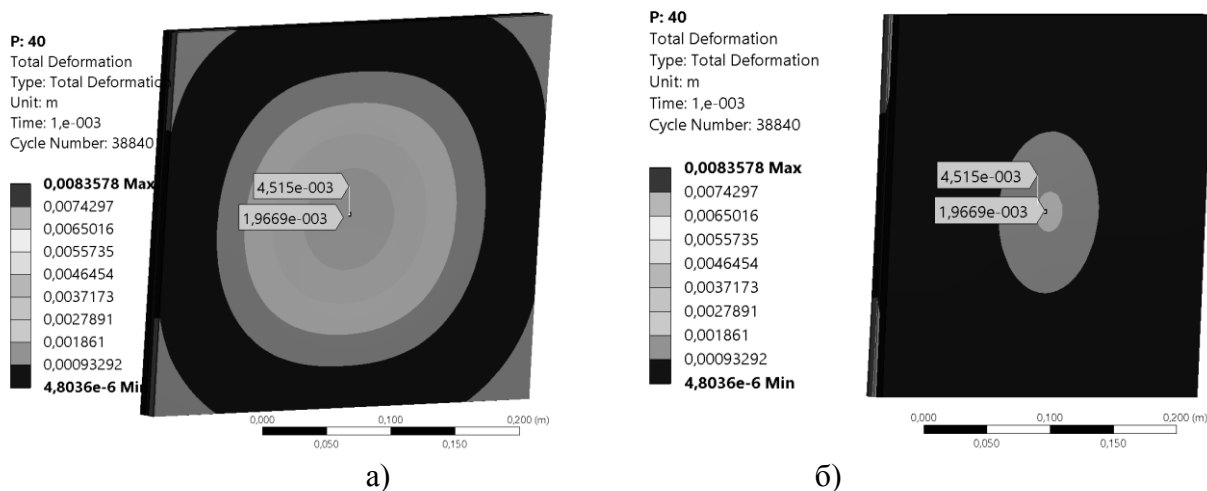 P: 40
Total Deformation
Type: Total Deformatio
Unit: m
Time: 1,e-003
Cycle Number: 38840
0,0083578 Max
0,0074297
0,0065016
0,0055735
0,0046454
0,0037173
0,0027891
0,001861
0,00093292
4,8036e-6 Min
4,515e-003
1,9669e-003
0,000
0,100
0,200 (m)
0,050
0,150
а)
P: 40
Total Deformation
Type: Total Deformation
Unit: m
Time: 1,e-003
Cycle Number: 38840
0,0083578 Max
0,0074297
0,0065016
0,0055735
0,0046454
0,0037173
0,0027891
0,001861
0,00093292
4,8036e-6 Min
4,515e-003
1,9669e-003
0,000
0,100
0,200 (m)
0,050
0,150
б)